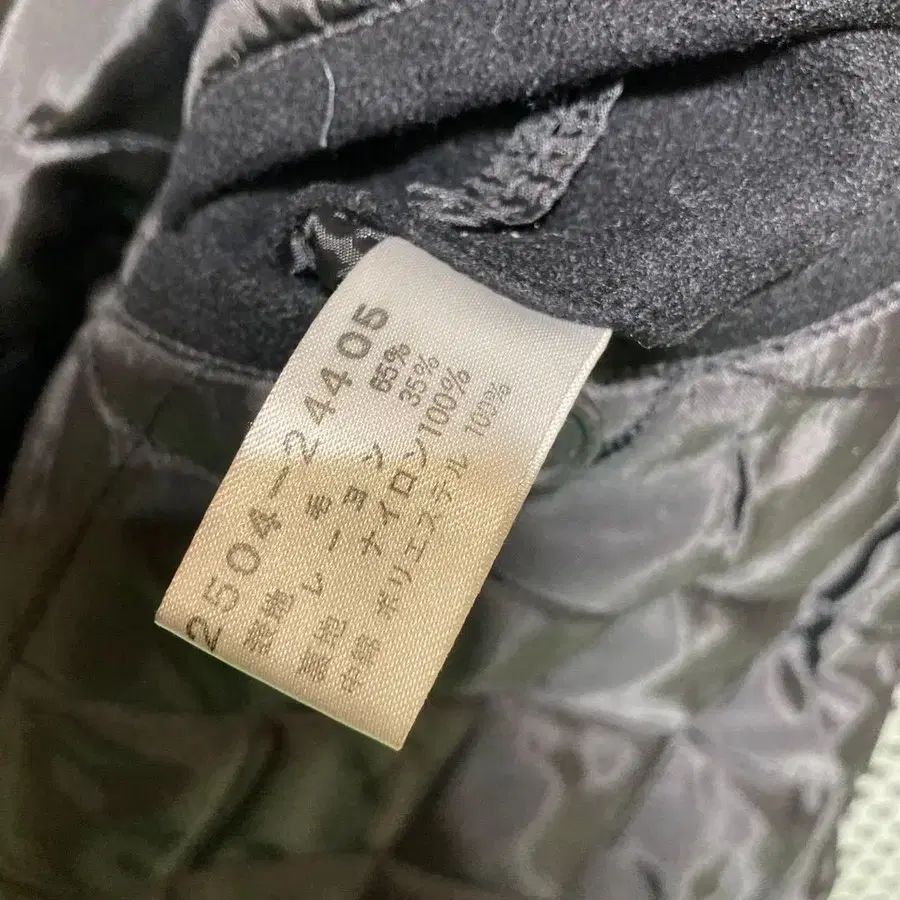 2504-24405
表地 毛 65%
レーヨン 35%
裏地 ナイロン100%
中綿 ポリエステル 100%